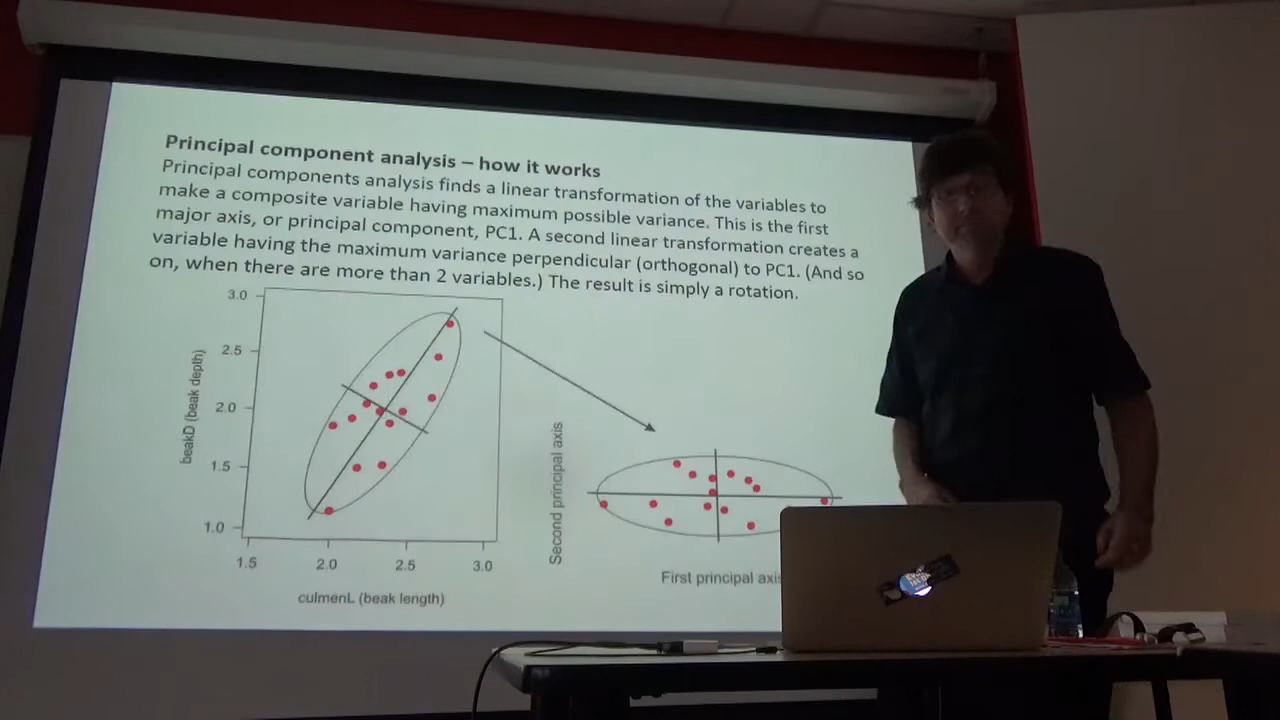 Principal component analysis – how it works
Principal components analysis finds a linear transformation of the variables to
make a composite variable having maximum possible variance. This is the first
major axis, or principal component, PC1. A second linear transformation creates a
variable having the maximum variance perpendicular (orthogonal) to PC1. (And so
on, when there are more than 2 variables.) The result is simply a rotation.
3.0
2.5
2.0
1.5
1.0
beakD (beak depth)
1.5 2.0 2.5 3.0
culmenL (beak length)
Second principal axis
First principal axis